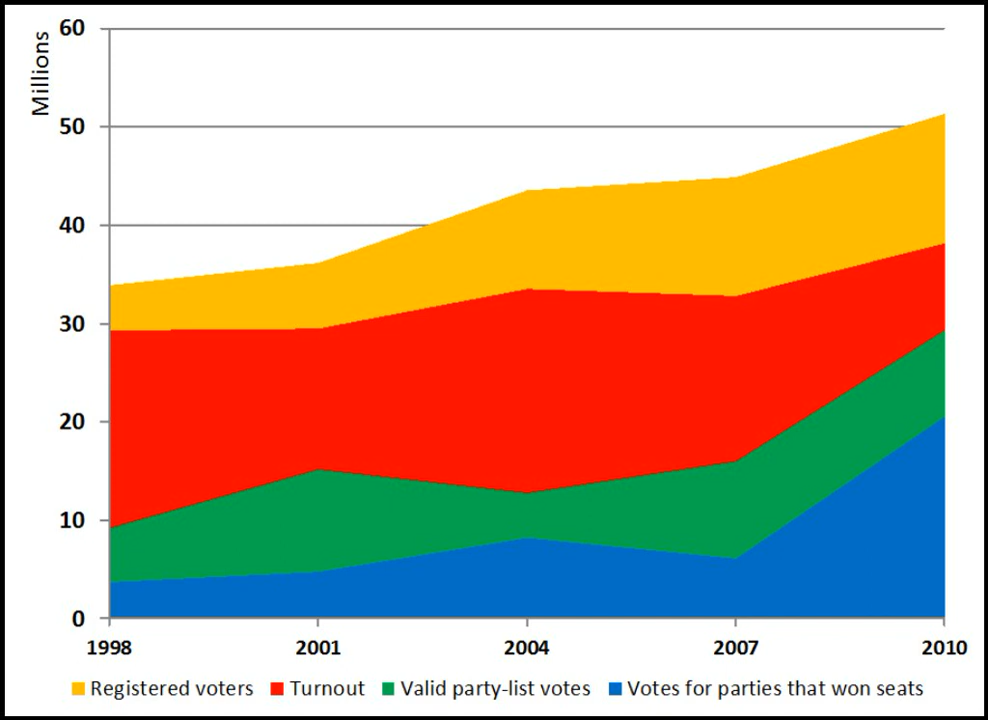 Millions
60
50
40
30
20
10
0
1998 2001 2004 2007 2010
Registered voters Turnout Valid party-list votes Votes for parties that won seats